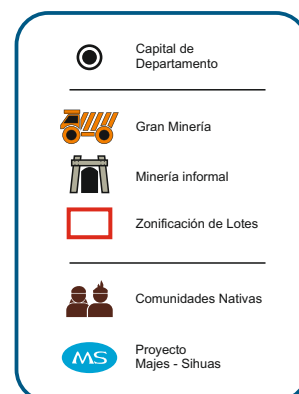 Capital de
Departamento
Gran Minería
Minería informal
Zonificación de Lotes
Comunidades Nativas
MS
Proyecto
Majes - Sihuas